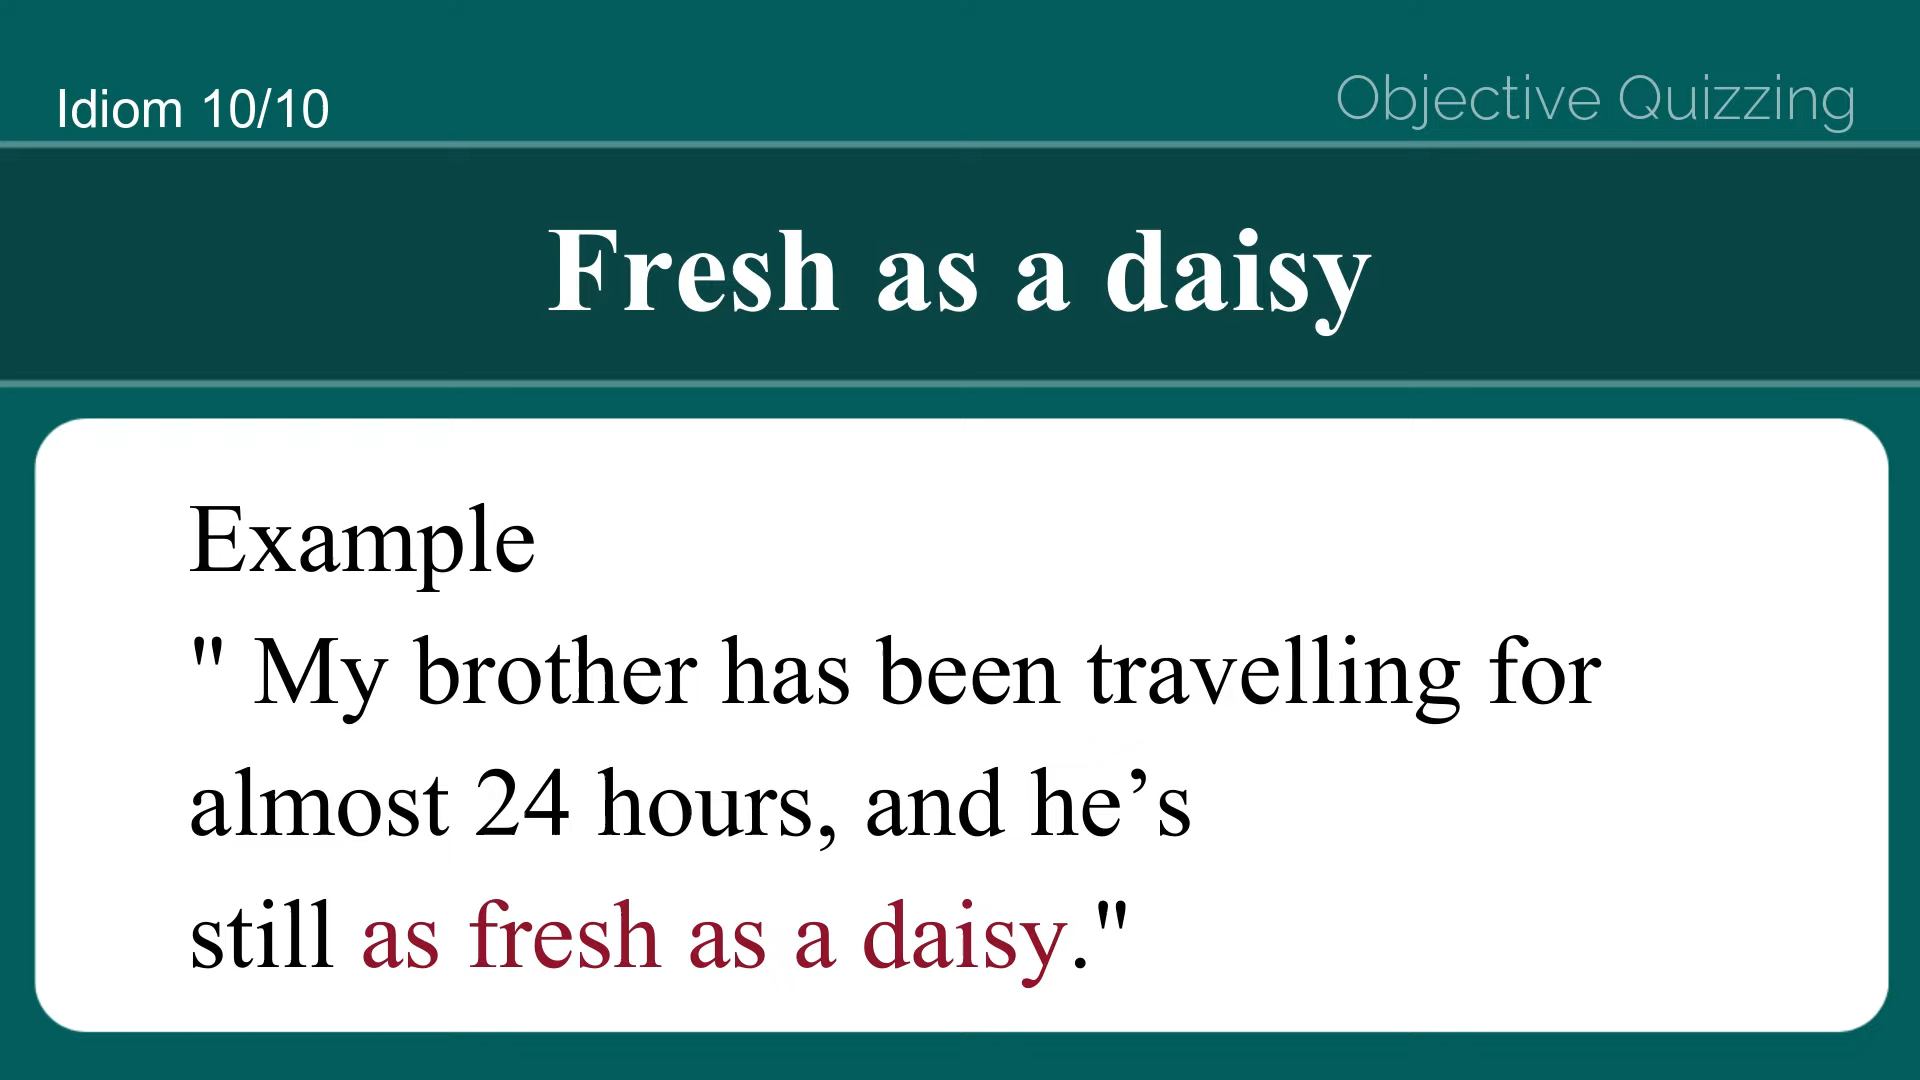 Idiom 10/10
Objective Quizzing
Fresh as a daisy
Example
" My brother has been travelling for
almost 24 hours, and he’s
still as fresh as a daisy."